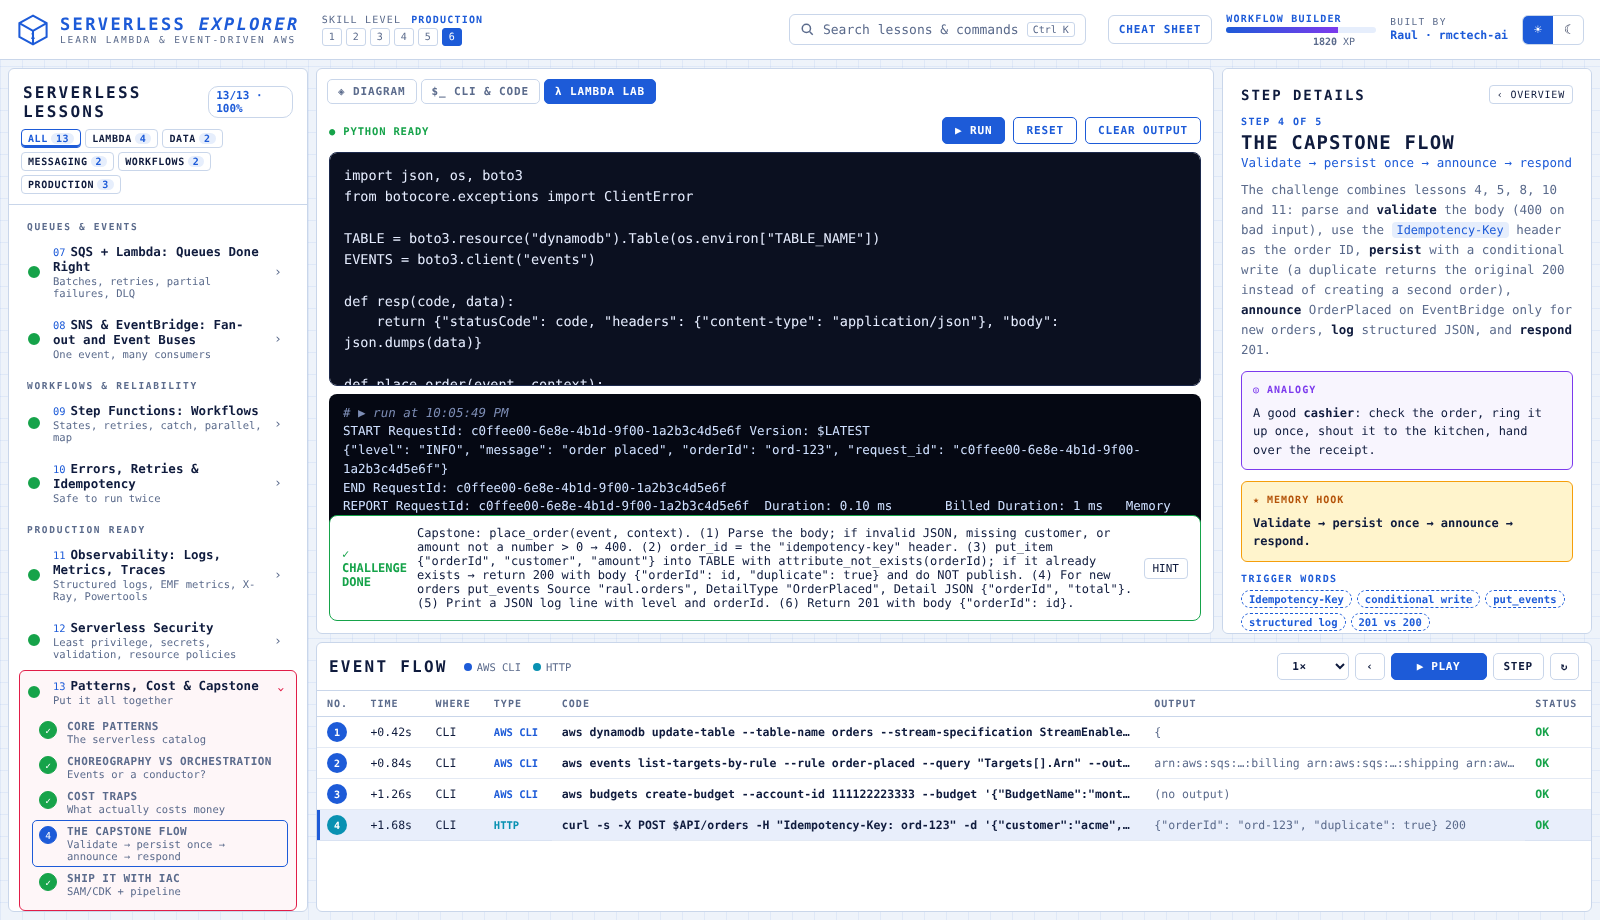 SERVERLESS EXPLORER
LEARN LAMBDA & EVENT-DRIVEN AWS
SKILL LEVEL PRODUCTION
1 2 3 4 5 6
Search lessons & commands Ctrl K
CHEAT SHEET
WORKFLOW BUILDER
1820 XP
BUILT BY
Raul · rmctech-ai
SERVERLESS LESSONS
13/13 · 100%
ALL 13 LAMBDA 4 DATA 2
MESSAGING 2 WORKFLOWS 2
PRODUCTION 3
QUEUES & EVENTS
07 SQS + Lambda: Queues Done
Right
Batches, retries, partial
failures, DLQ
08 SNS & EventBridge: Fan-
out and Event Buses
One event, many consumers
WORKFLOWS & RELIABILITY
09 Step Functions: Workflows
States, retries, catch, parallel,
map
10 Errors, Retries &
Idempotency
Safe to run twice
PRODUCTION READY
11 Observability: Logs,
Metrics, Traces
Structured logs, EMF metrics, X-
Ray, Powertools
12 Serverless Security
Least privilege, secrets,
validation, resource policies
13 Patterns, Cost & Capstone
Put it all together
✓ CORE PATTERNS
The serverless catalog
✓ CHOREOGRAPHY VS ORCHESTRATION
Events or a conductor?
✓ COST TRAPS
What actually costs money
4 THE CAPSTONE FLOW
Validate → persist once →
announce → respond
✓ SHIP IT WITH IAC
SAM/CDK + pipeline
◈ DIAGRAM $_ CLI & CODE λ LAMBDA LAB
● PYTHON READY
▶ RUN RESET CLEAR OUTPUT
import json, os, boto3
from botocore.exceptions import ClientError
TABLE = boto3.resource("dynamodb").Table(os.environ["TABLE_NAME"])
EVENTS = boto3.client("events")
def resp(code, data):
return {"statusCode": code, "headers": {"content-type": "application/json"}, "body":
json.dumps(data)}
def place_order(event, context):
# ▶ run at 10:05:49 PM
START RequestId: c0ffee00-6e8e-4b1d-9f00-1a2b3c4d5e6f Version: $LATEST
{"level": "INFO", "message": "order placed", "orderId": "ord-123", "request_id": "c0ffee00-6e8e-4b1d-9f00-
1a2b3c4d5e6f"}
END RequestId: c0ffee00-6e8e-4b1d-9f00-1a2b3c4d5e6f
REPORT RequestId: c0ffee00-6e8e-4b1d-9f00-1a2b3c4d5e6f Duration: 0.10 ms Billed Duration: 1 ms Memory
✓ CHALLENGE DONE
Capstone: place_order(event, context). (1) Parse the body; if invalid JSON, missing customer, or
amount not a number > 0 → 400. (2) order_id = the "idempotency-key" header. (3) put_item
{"orderId", "customer", "amount"} into TABLE with attribute_not_exists(orderId); if it already
exists → return 200 with body {"orderId": id, "duplicate": true} and do NOT publish. (4) For new
orders put_events Source "raul.orders", DetailType "OrderPlaced", Detail JSON {"orderId", "total"}.
(5) Print a JSON log line with level and orderId. (6) Return 201 with body {"orderId": id}.
HINT
STEP DETAILS
‹ OVERVIEW
STEP 4 OF 5
THE CAPSTONE FLOW
Validate → persist once → announce → respond
The challenge combines lessons 4, 5, 8, 10
and 11: parse and validate the body (400 on
bad input), use the Idempotency-Key header
as the order ID, persist with a conditional
write (a duplicate returns the original 200
instead of creating a second order),
announce OrderPlaced on EventBridge only for
new orders, log structured JSON, and respond
201.
ANALOGY
A good cashier: check the order, ring it
up once, shout it to the kitchen, hand
over the receipt.
★ MEMORY HOOK
Validate → persist once → announce →
respond.
TRIGGER WORDS
Idempotency-Key conditional write put_events
structured log 201 vs 200
EVENT FLOW ● AWS CLI ● HTTP
1× ‹ ▶ PLAY STEP ↻
NO. TIME WHERE TYPE CODE OUTPUT STATUS
1 +0.42s CLI AWS CLI aws dynamodb update-table --table-name orders --stream-specification StreamEnable… { OK
2 +0.84s CLI AWS CLI aws events list-targets-by-rule --rule order-placed --query "Targets[].Arn" --out… arn:aws:sqs:…:billing arn:aws:sqs:…:shipping arn:aw… OK
3 +1.26s CLI AWS CLI aws budgets create-budget --account-id 111122223333 --budget '{"BudgetName":"mont… (no output) OK
4 +1.68s CLI HTTP curl -s -X POST $API/orders -H "Idempotency-Key: ord-123" -d '{"customer":"acme",… {"orderId": "ord-123", "duplicate": true} 200 OK